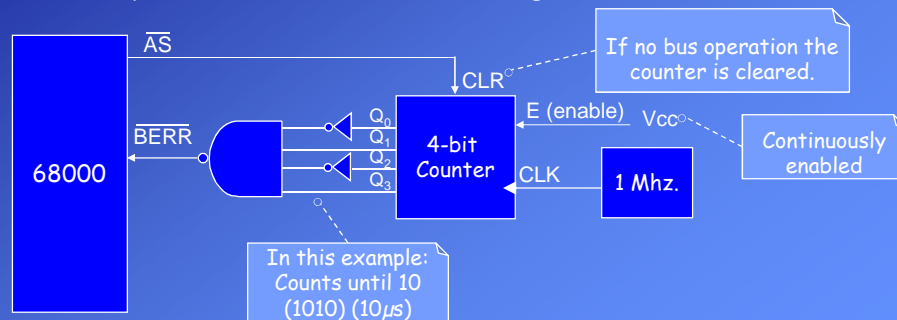 AS
If no bus operation the
counter is cleared.
CLR
E (enable)
Vcc
Continuously
enabled
BERR
Q0
Q1
Q2
Q3
4-bit
Counter
68000
CLK
1 Mhz.
In this example:
Counts until 10
(1010) (10µs)